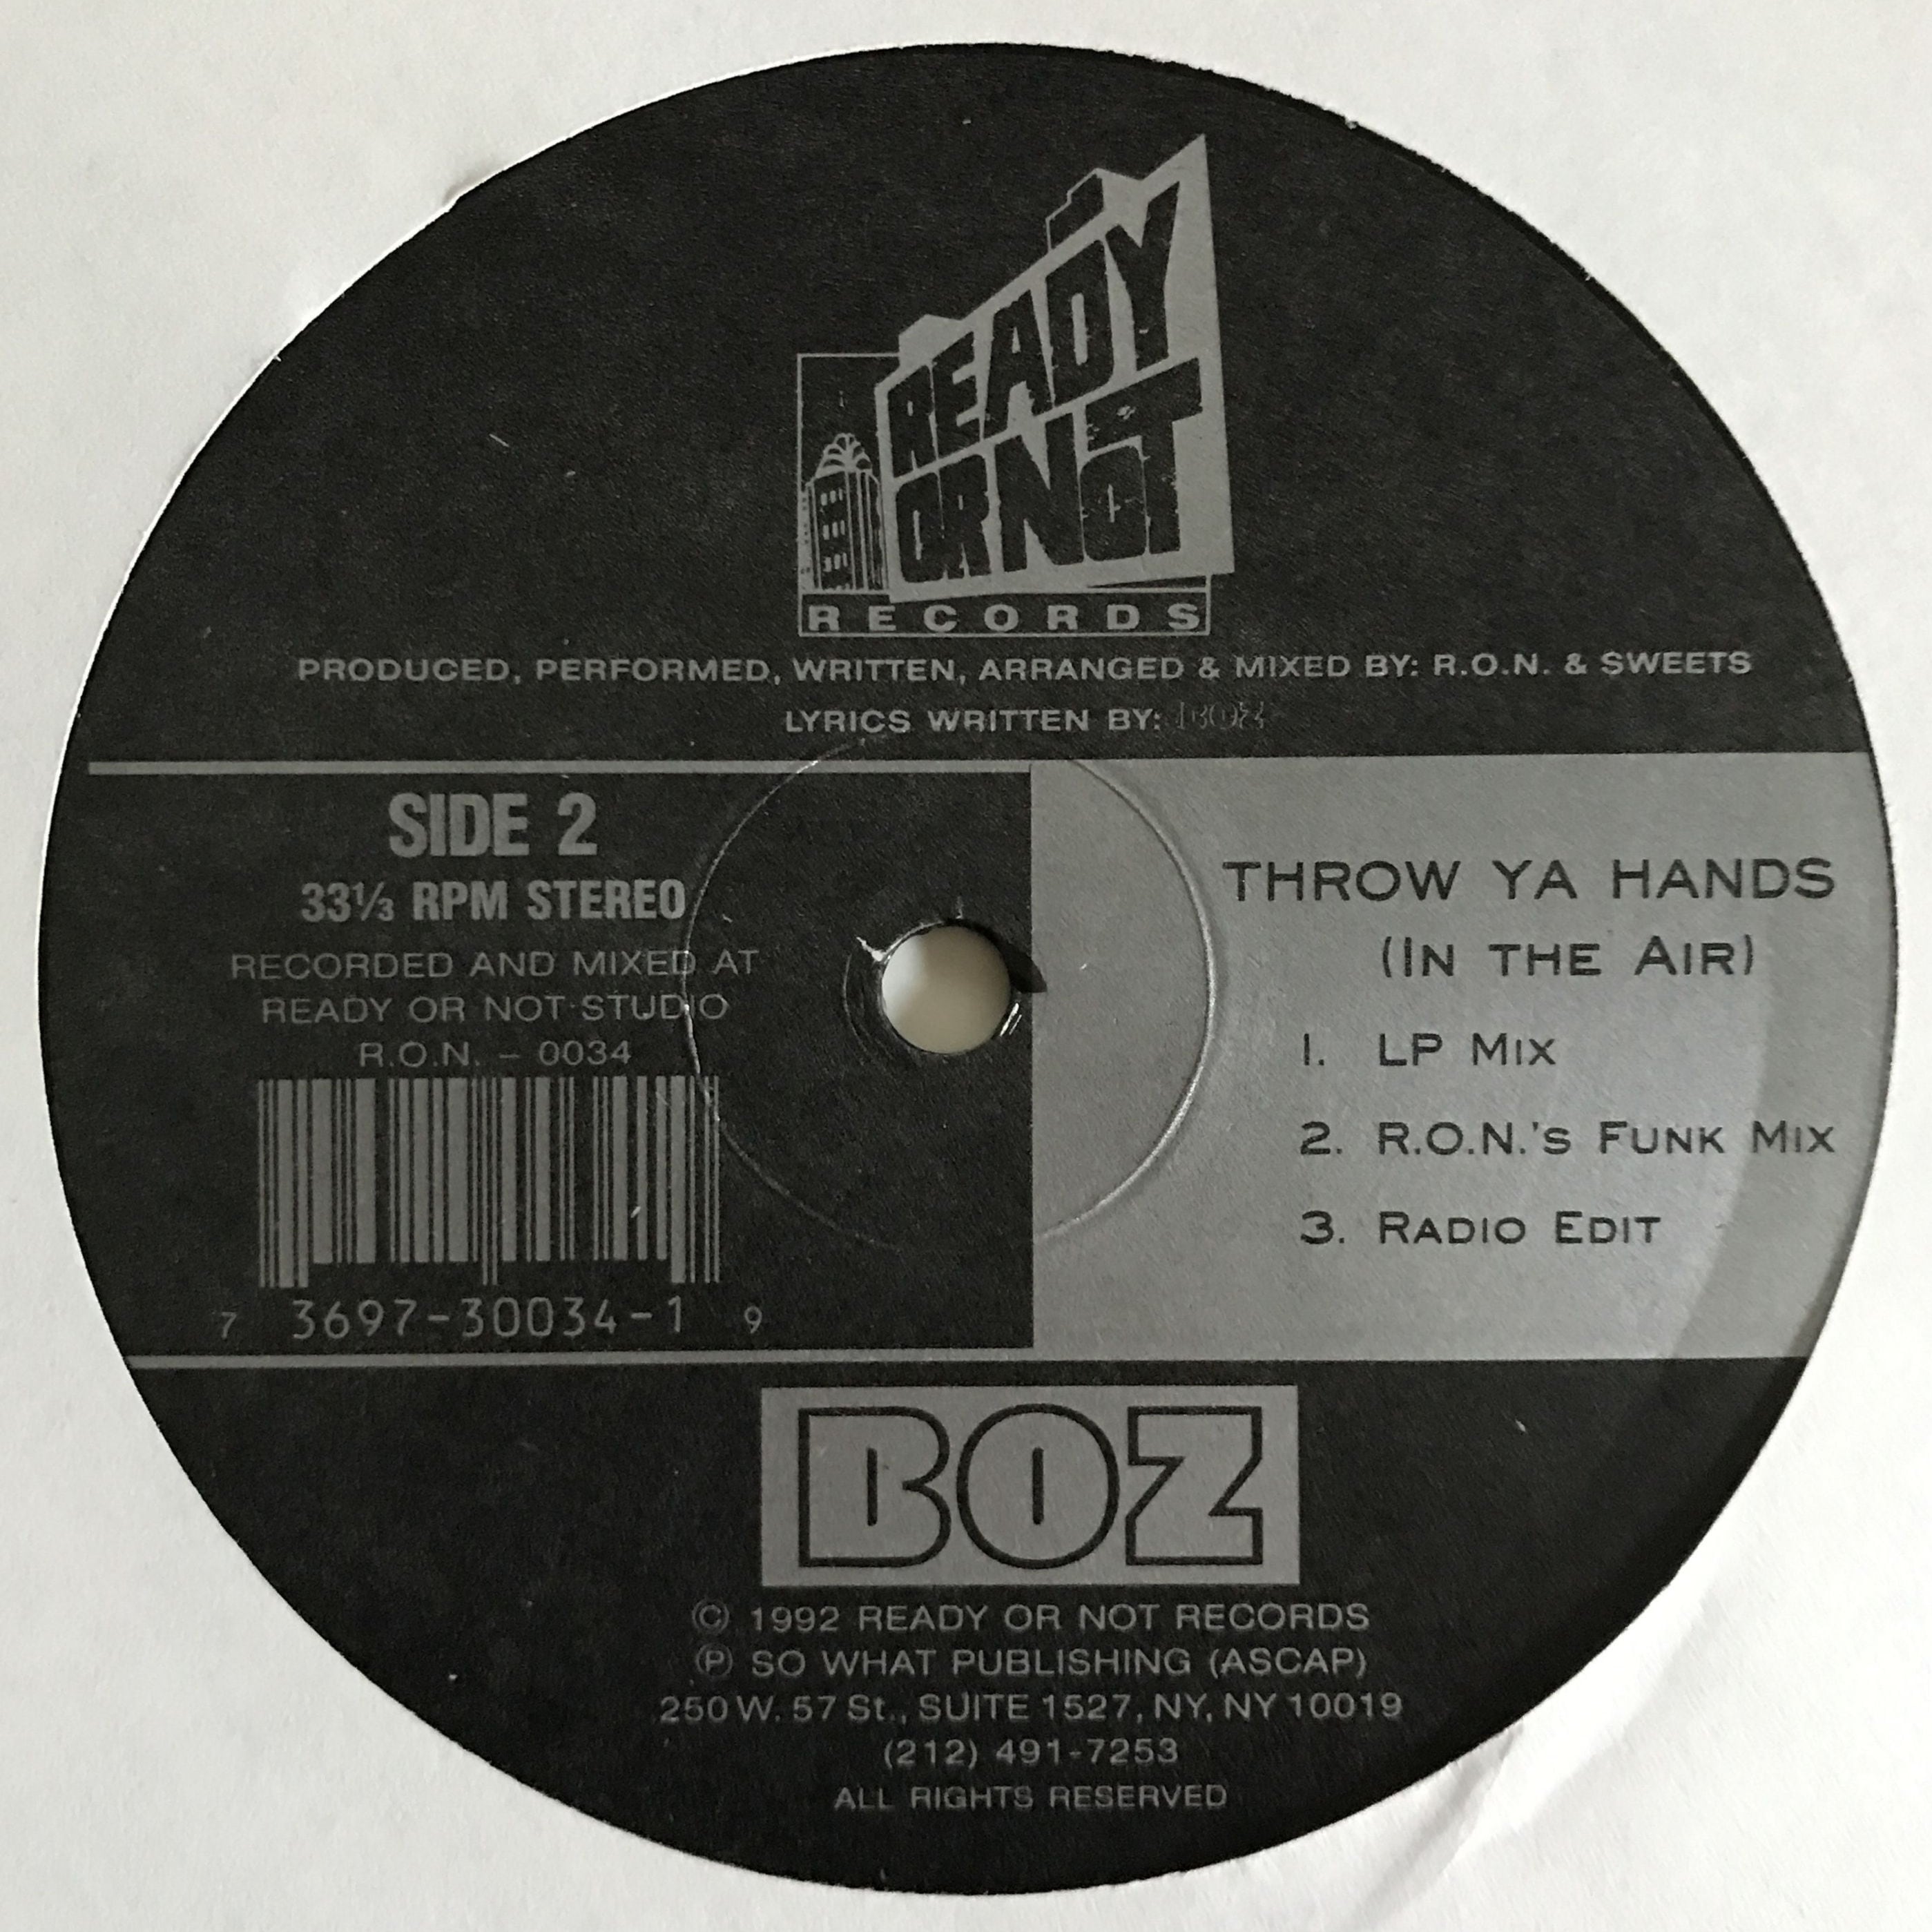 READY
OR NOT
RECORDS
PRODUCED, PERFORMED, WRITTEN, ARRANGED & MIXED BY: R.O.N. & SWEETS
LYRICS WRITTEN BY: BOZ
SIDE 2
33⅓ RPM STEREO
RECORDED AND MIXED AT
READY OR NOT STUDIO
R.O.N. – 0034
7 3697-30034-1 9
THROW YA HANDS
(IN THE AIR)
1. LP MIX
2. R.O.N.'S FUNK MIX
3. RADIO EDIT
BOZ
© 1992 READY OR NOT RECORDS
℗ SO WHAT PUBLISHING (ASCAP)
250 W. 57 St., SUITE 1527, NY, NY 10019
(212) 491-7253
ALL RIGHTS RESERVED